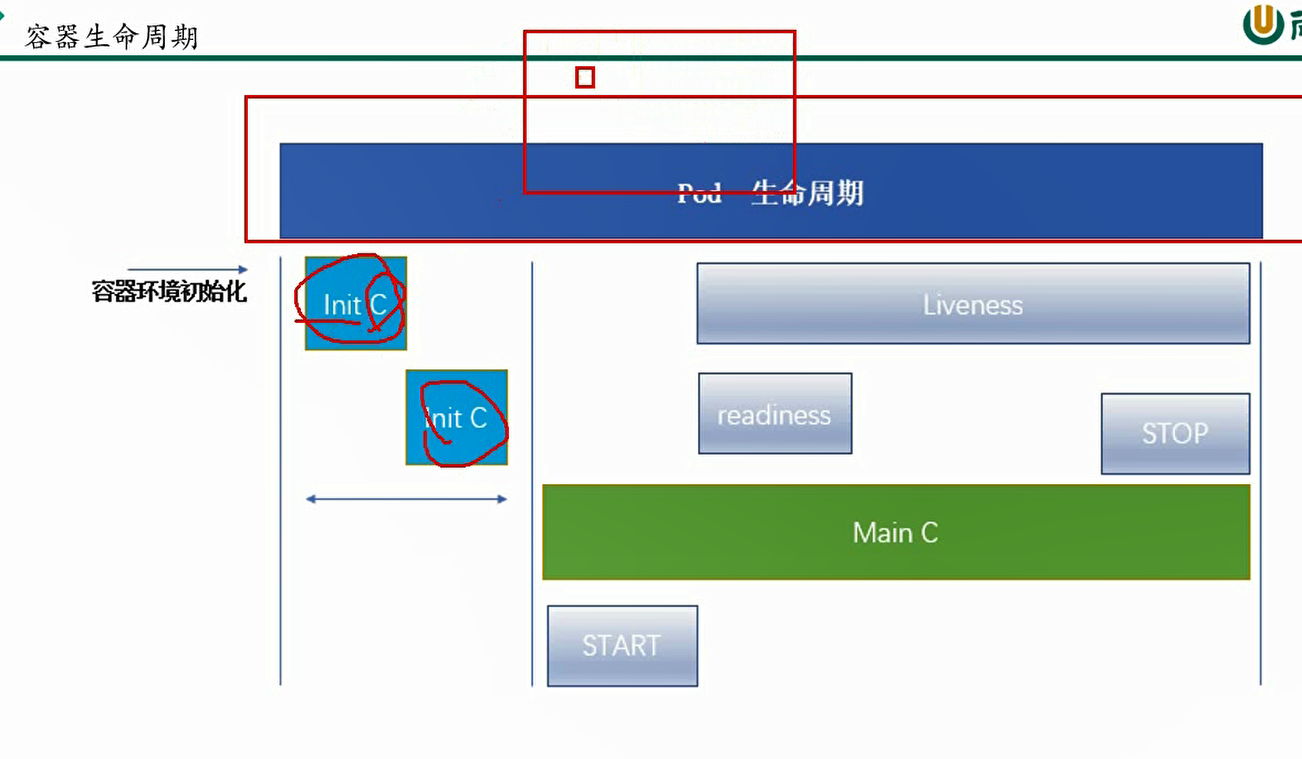 容器生命周期
Pod 生命周期
容器环境初始化
Init C
Liveness
Init C
readiness
STOP
Main C
START